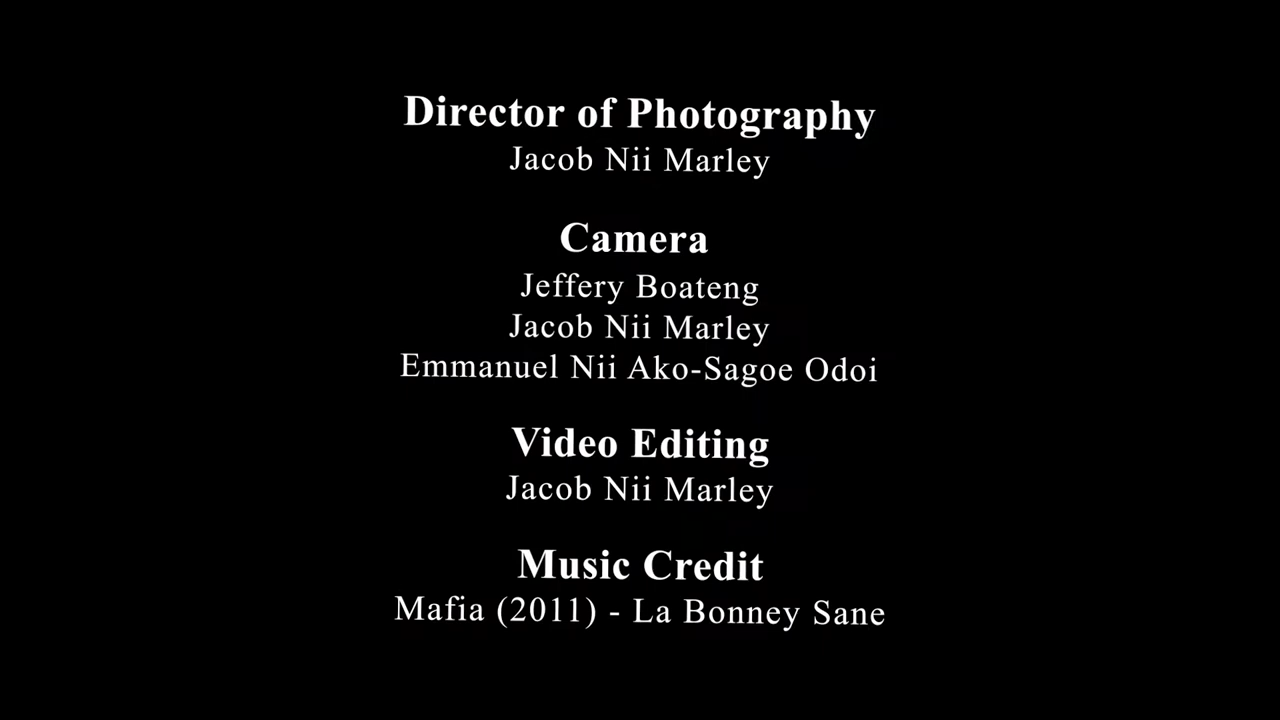 Director of Photography
Jacob Nii Marley
Camera
Jeffery Boateng
Jacob Nii Marley
Emmanuel Nii Ako-Sagoe Odoi
Video Editing
Jacob Nii Marley
Music Credit
Mafia (2011) - La Bonney Sane